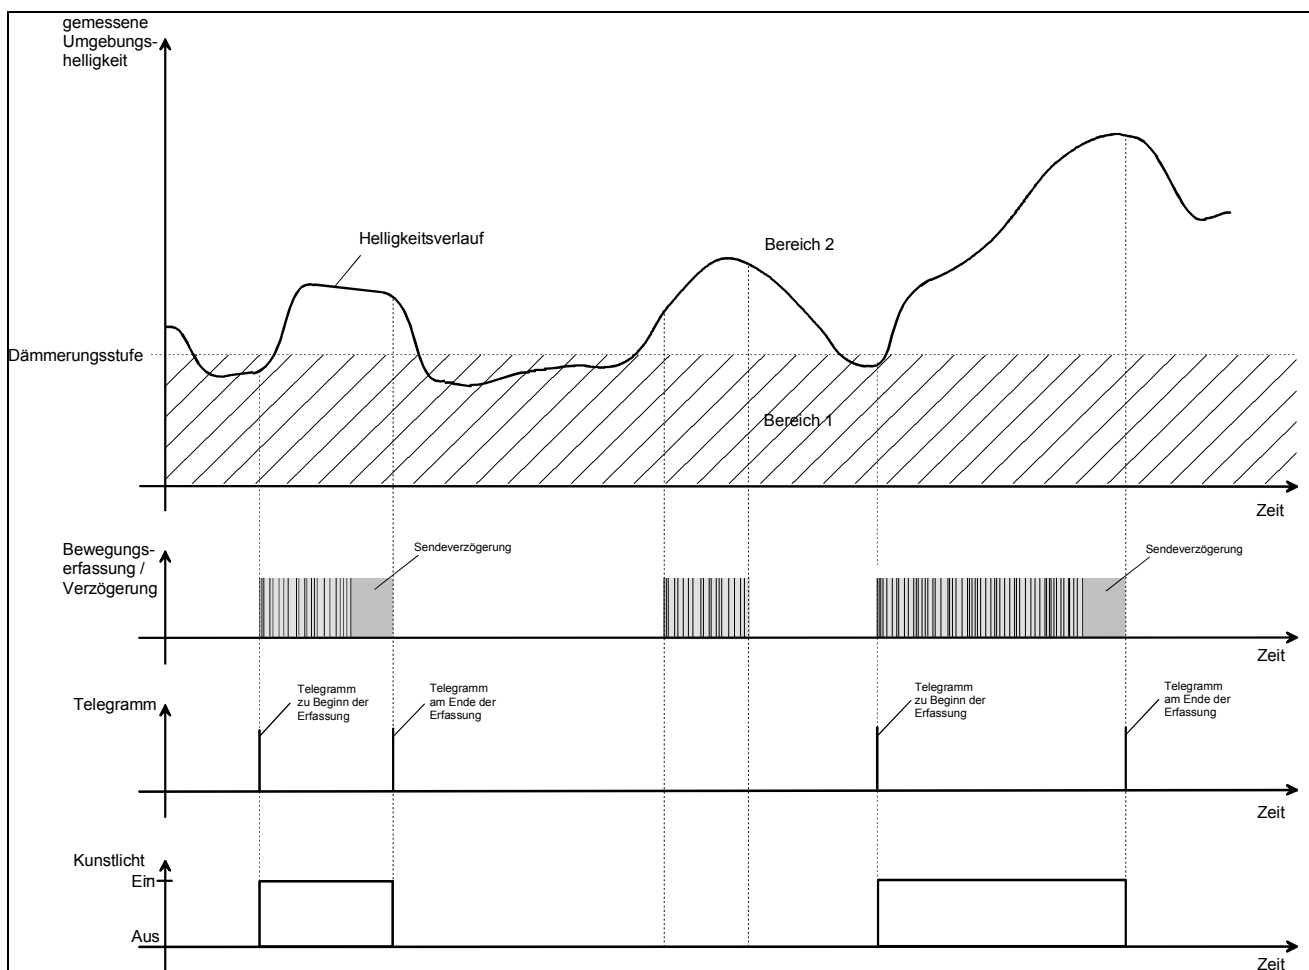 gemessene
Umgebungs-
helligkeit
Helligkeitsverlauf
Bereich 2
Dämmerungsstufe
Bereich 1
Zeit
Bewegungs-
erfassung /
Verzögerung
Sendeverzögerung
Sendeverzögerung
Zeit
Telegramm
Telegramm
zu Beginn der
Erfassung
Telegramm
am Ende der
Erfassung
Telegramm
zu Beginn der
Erfassung
Telegramm
am Ende der
Erfassung
Zeit
Kunstlicht
Ein
Aus
Zeit